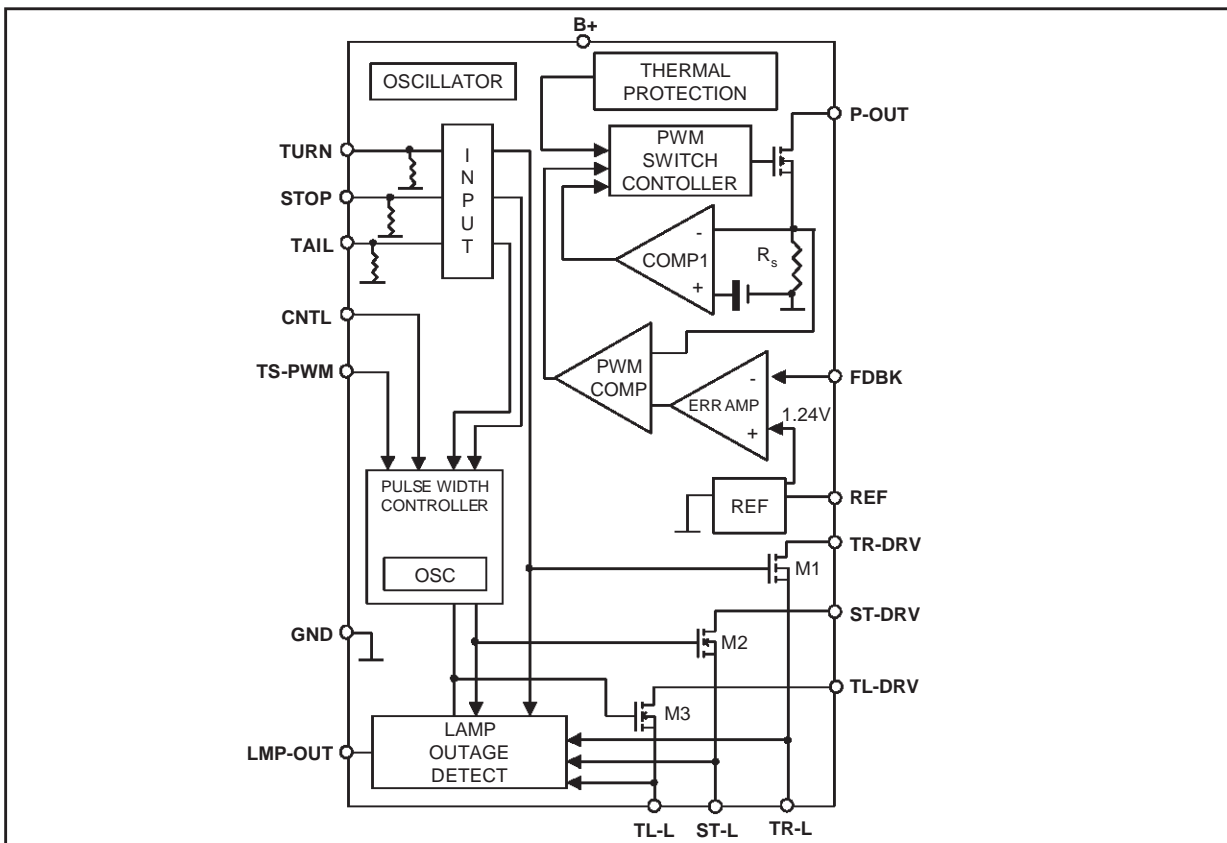 B+
OSCILLATOR
THERMAL
PROTECTION
P-OUT
TURN
STOP
TAIL
INPUT
PWM
SWITCH
CONTOLLER
-
COMP1
+
Rs
CNTL
TS-PWM
PWM
COMP
-
ERR AMP
+
1.24V
FDBK
PULSE WIDTH
CONTROLLER
OSC
REF
REF
TR-DRV
M1
ST-DRV
M2
GND
TL-DRV
M3
LMP-OUT
LAMP
OUTAGE
DETECT
TL-L
ST-L
TR-L